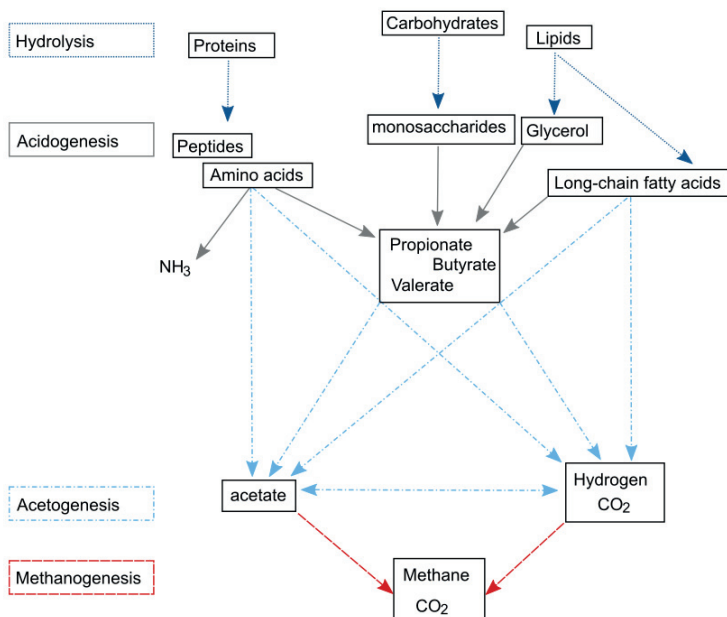 Hydrolysis
Proteins
Carbohydrates
Lipids
Acidogenesis
Peptides
Amino acids
monosaccharides
Glycerol
Long-chain fatty acids
NH3
Propionate
Butyrate
Valerate
Acetogenesis
acetate
Hydrogen
CO2
Methanogenesis
Methane
CO2